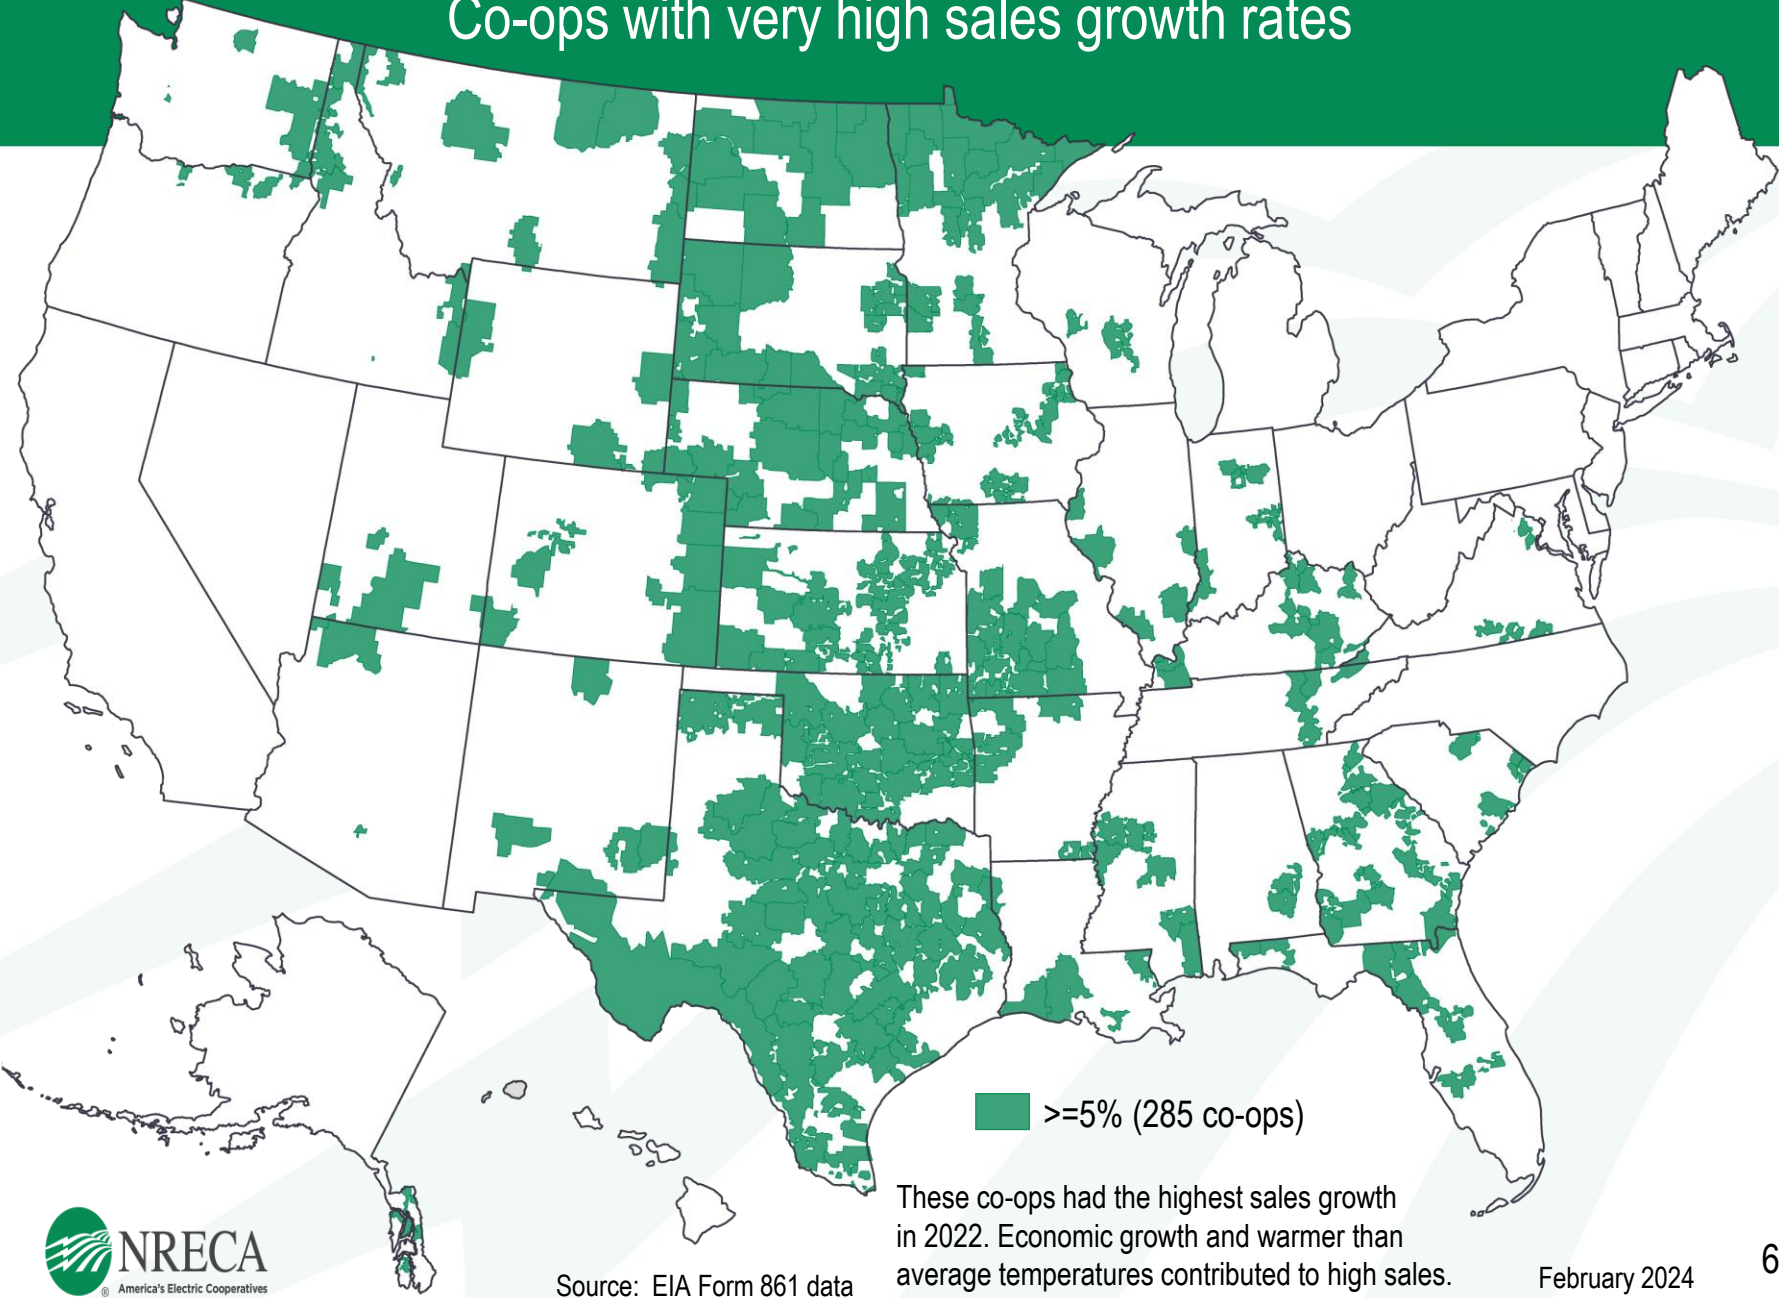 Co-ops with very high sales growth rates
>=5% (285 co-ops)
These co-ops had the highest sales growth
in 2022. Economic growth and warmer than
average temperatures contributed to high sales.
NRECA
®
America's Electric Cooperatives
Source: EIA Form 861 data
February 2024
6